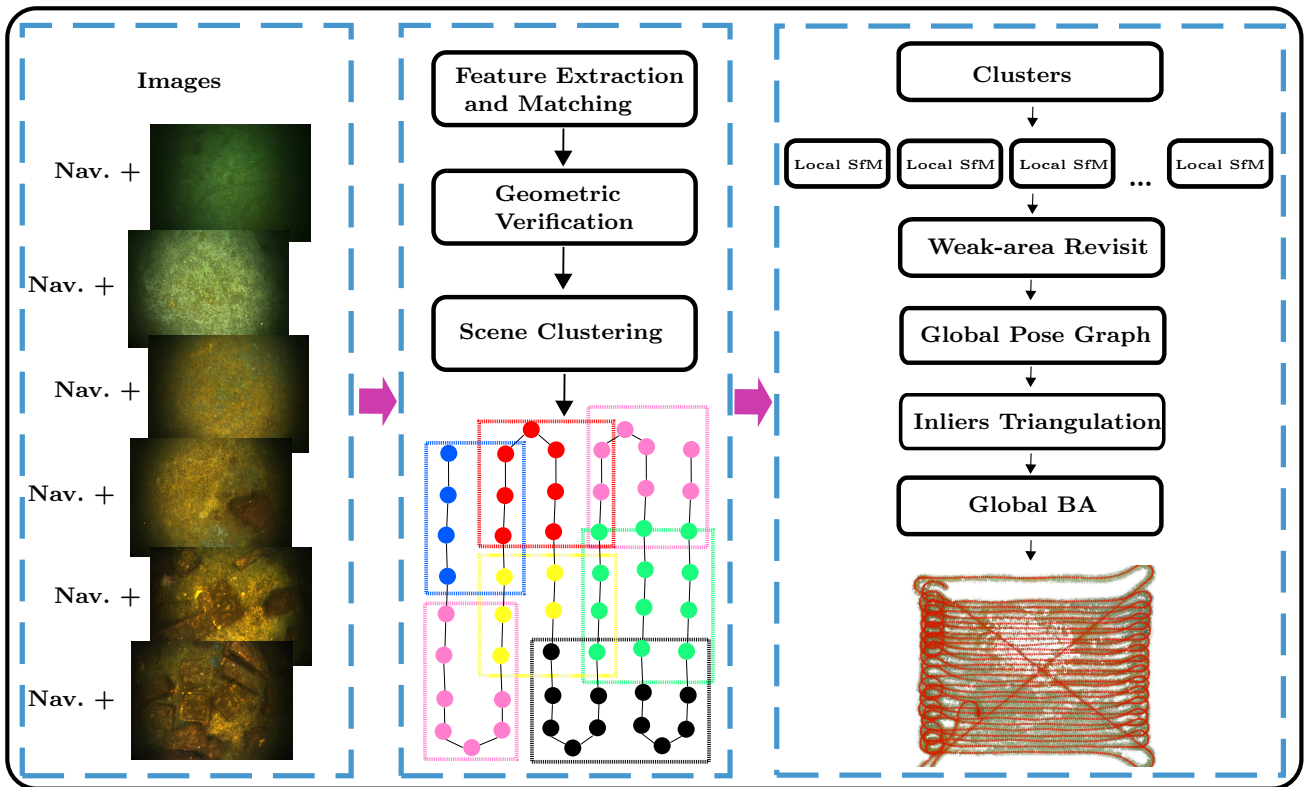 Images
Nav. +
Nav. +
Nav. +
Nav. +
Nav. +
Nav. +
Feature Extraction
and Matching
Geometric
Verification
Scene Clustering
Clusters
Local SfM
Local SfM
Local SfM
...
Local SfM
Weak-area Revisit
Global Pose Graph
Inliers Triangulation
Global BA